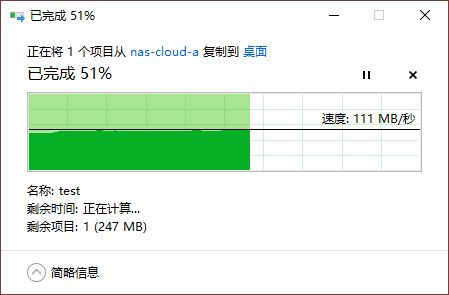 已完成 51%
正在将 1 个项目从 nas-cloud-a 复制到 桌面
已完成 51%
速度: 111 MB/秒
名称: test
剩余时间: 正在计算...
剩余项目: 1 (247 MB)
简略信息